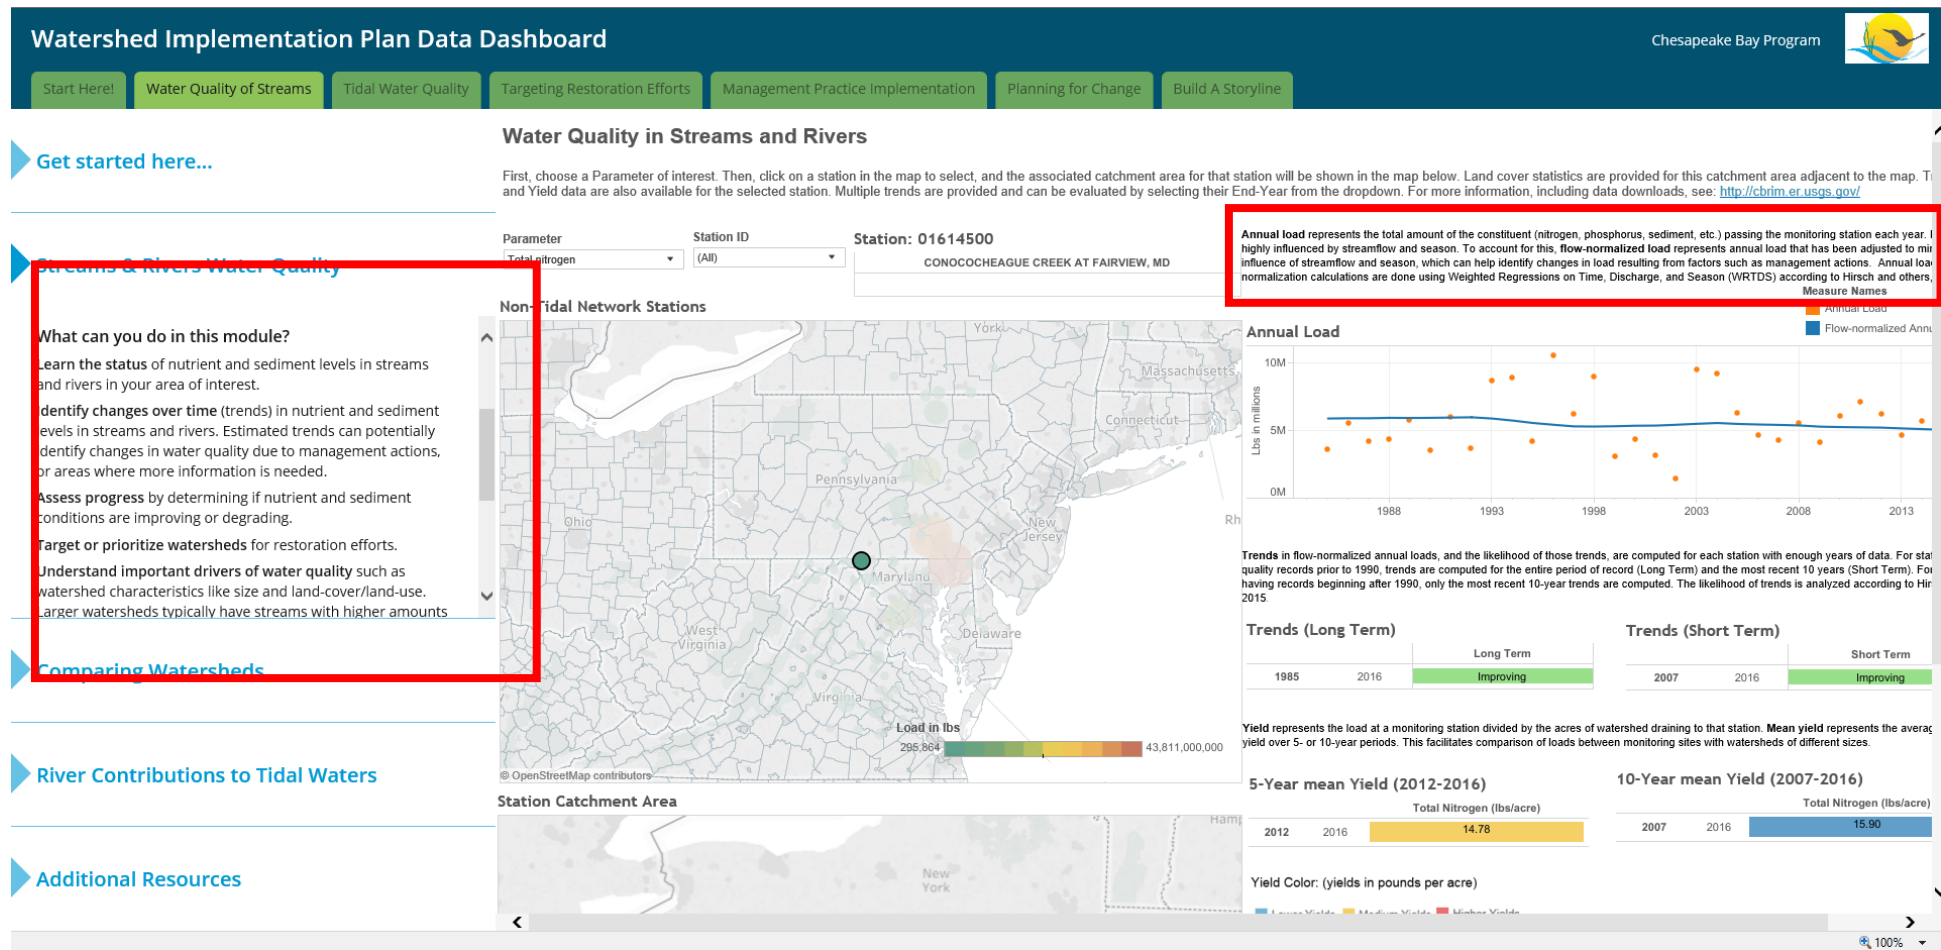 Watershed Implementation Plan Data Dashboard
Chesapeake Bay Program
Start Here!
Water Quality of Streams
Tidal Water Quality
Targeting Restoration Efforts
Management Practice Implementation
Planning for Change
Build A Storyline
Get started here...
Streams & Rivers Water Quality
What can you do in this module?
Learn the status of nutrient and sediment levels in streams
and rivers in your area of interest.
Identify changes over time (trends) in nutrient and sediment
levels in streams and rivers. Estimated trends can potentially
identify changes in water quality due to management actions,
or areas where more information is needed.
Assess progress by determining if nutrient and sediment
conditions are improving or degrading.
Target or prioritize watersheds for restoration efforts.
Understand important drivers of water quality such as
watershed characteristics like size and land-cover/land-use.
Larger watersheds typically have streams with higher amounts
Comparing Watersheds
River Contributions to Tidal Waters
Additional Resources
Water Quality in Streams and Rivers
First, choose a Parameter of interest. Then, click on a station in the map to select, and the associated catchment area for that station will be shown in the map below. Land cover statistics are provided for this catchment area adjacent to the map.
and Yield data are also available for the selected station. Multiple trends are provided and can be evaluated by selecting their End-Year from the dropdown. For more information, including data downloads, see: http://cbrim.er.usgs.gov/
Parameter
Total nitrogen
Station ID
(All)
Station: 01614500
CONOCOCHEAGUE CREEK AT FAIRVIEW, MD
Non-Tidal Network Stations
York
Massachusetts
Connecticut
Rh
Pennsylvania
Ohio
New
Jersey
Maryland
Delaware
West
Virginia
Virginia
Load in lbs
295,864
43,811,000,000
© OpenStreetMap contributors
Station Catchment Area
Hamp
New
York
Annual load represents the total amount of the constituent (nitrogen, phosphorus, sediment, etc.) passing the monitoring station each year.
highly influenced by streamflow and season. To account for this, flow-normalized load represents annual load that has been adjusted to
influence of streamflow and season, which can help identify changes in load resulting from factors such as management actions. Annual
normalization calculations are done using Weighted Regressions on Time, Discharge, and Season (WRTDS) according to Hirsch and others,
Measure Names
Annual Load
Flow-normalized Annu
Annual Load
Lbs in millions
10M
5M
0M
1988
1993
1998
2003
2008
2013
Trends in flow-normalized annual loads, and the likelihood of those trends, are computed for each station with enough years of data. For
quality records prior to 1990, trends are computed for the entire period of record (Long Term) and the most recent 10 years (Short Term). For
having records beginning after 1990, only the most recent 10-year trends are computed. The likelihood of trends is analyzed according to
2015.
Trends (Long Term)
Long Term
1985 2016 Improving
Trends (Short Term)
Short Term
2007 2016 Improving
Yield represents the load at a monitoring station divided by the acres of watershed draining to that station. Mean yield represents the
yield over 5- or 10-year periods. This facilitates comparison of loads between monitoring sites with watersheds of different sizes.
5-Year mean Yield (2012-2016)
Total Nitrogen (lbs/acre)
2012 2016 14.78
10-Year mean Yield (2007-2016)
Total Nitrogen (lbs/acre)
2007 2016 15.90
Yield Color: (yields in pounds per acre)
Lower Yields Medium Yields Higher Yields
100%